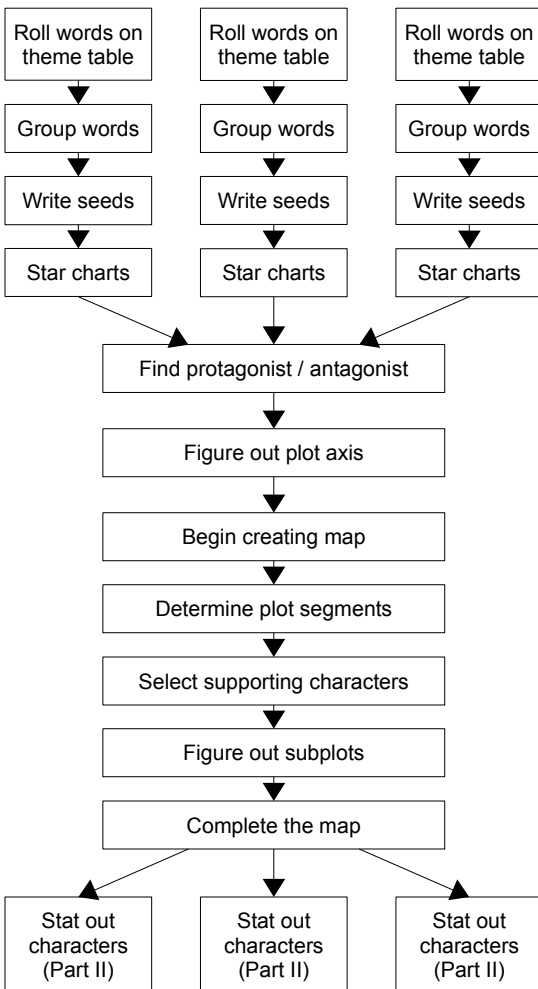 Roll words on
theme table
Roll words on
theme table
Roll words on
theme table
Group words
Group words
Group words
Write seeds
Write seeds
Write seeds
Star charts
Star charts
Star charts
Find protagonist / antagonist
Figure out plot axis
Begin creating map
Determine plot segments
Select supporting characters
Figure out subplots
Complete the map
Stat out
characters
(Part II)
Stat out
characters
(Part II)
Stat out
characters
(Part II)